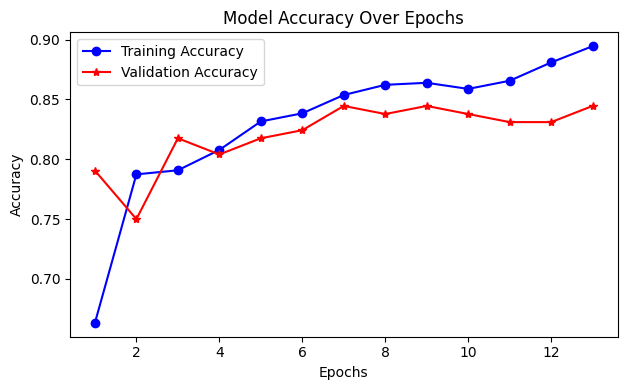 Model Accuracy Over Epochs
Training Accuracy
Validation Accuracy
Accuracy
0.90
0.85
0.80
0.75
0.70
2 4 6 8 10 12
Epochs